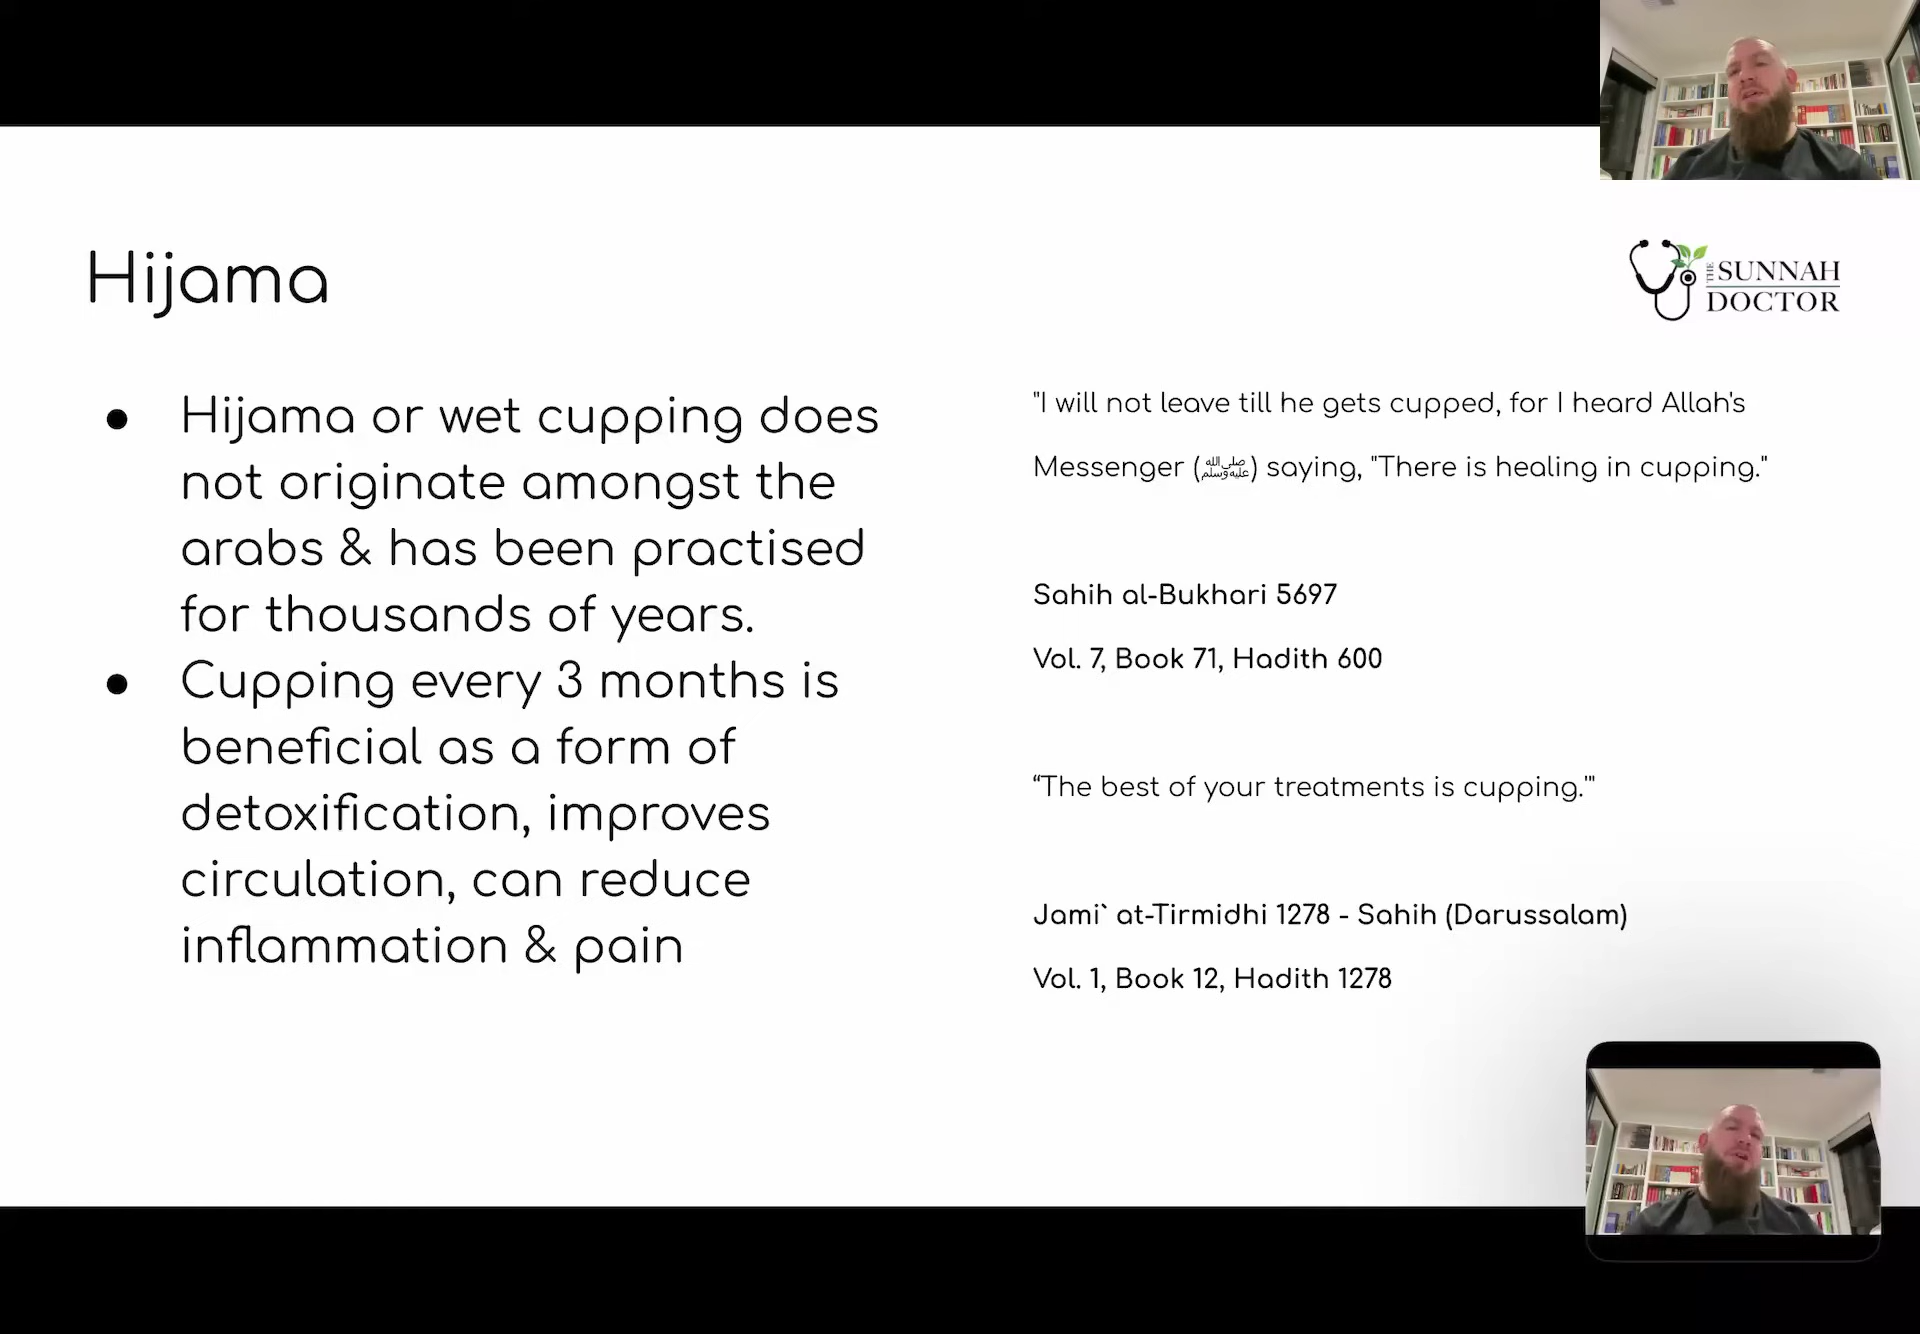 Hijama
THE SUNNAH
DOCTOR
● Hijama or wet cupping does
not originate amongst the
arabs & has been practised
for thousands of years.
● Cupping every 3 months is
beneficial as a form of
detoxification, improves
circulation, can reduce
inflammation & pain
"I will not leave till he gets cupped, for I heard Allah's
Messenger (ﷺ) saying, "There is healing in cupping."
Sahih al-Bukhari 5697
Vol. 7, Book 71, Hadith 600
“The best of your treatments is cupping.'"
Jami` at-Tirmidhi 1278 - Sahih (Darussalam)
Vol. 1, Book 12, Hadith 1278